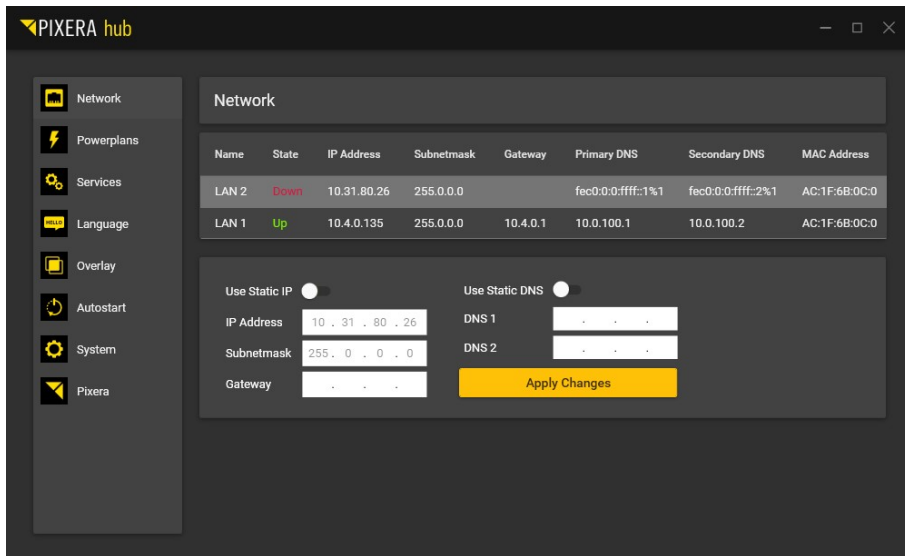 PIXERA hub
Network
Powerplans
Services
HELLO
Language
Overlay
Autostart
System
Pixera
Network
Name State IP Address Subnetmask Gateway Primary DNS Secondary DNS MAC Address
LAN 2 Down 10.31.80.26 255.0.0.0 fec0:0:0:ffff::1%1 fec0:0:0:ffff::2%1 AC:1F:6B:0C:0
LAN 1 Up 10.4.0.135 255.0.0.0 10.4.0.1 10.0.100.1 10.0.100.2 AC:1F:6B:0C:0
Use Static IP Use Static DNS
IP Address 10 . 31 . 80 . 26 DNS 1 . . .
Subnetmask 255 . 0 . 0 . 0 DNS 2 . . .
Gateway . . . Apply Changes